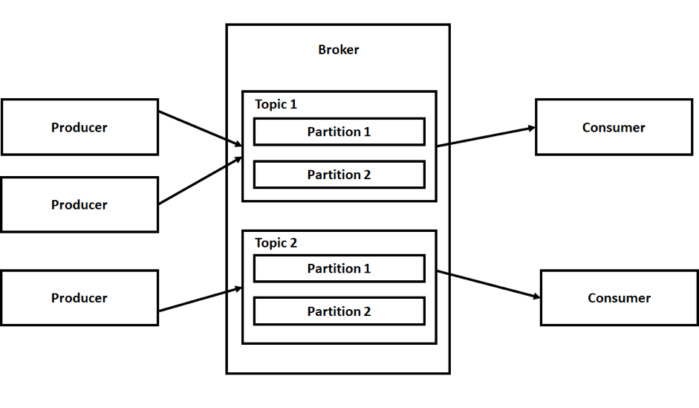 Broker
Topic 1
Producer
Partition 1
Consumer
Partition 2
Producer
Topic 2
Partition 1
Producer
Consumer
Partition 2